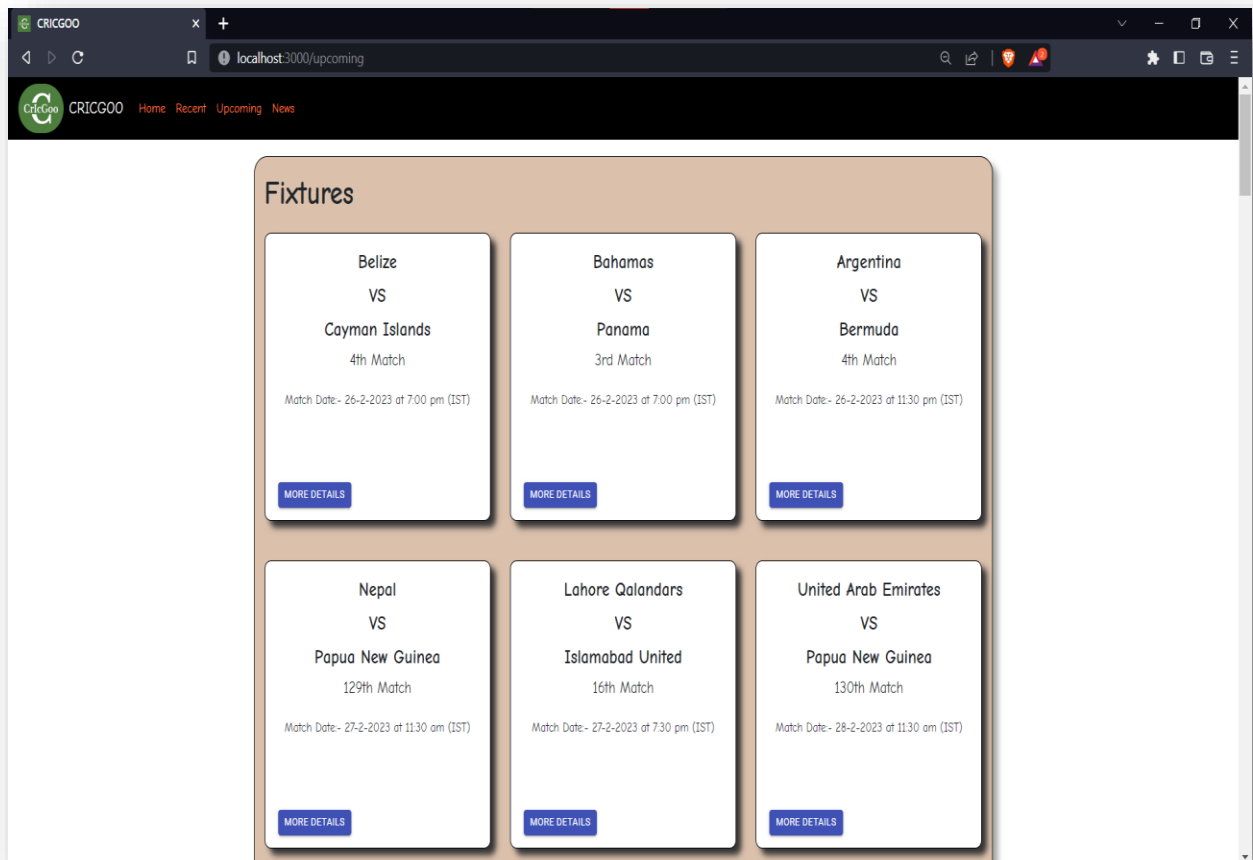 CRICGOO
localhost:3000/upcoming
CricGoo CRICGOO Home Recent Upcoming News
Fixtures
Belize
VS
Cayman Islands
4th Match
Match Date:- 26-2-2023 at 7:00 pm (IST)
MORE DETAILS
Bahamas
VS
Panama
3rd Match
Match Date:- 26-2-2023 at 7:00 pm (IST)
MORE DETAILS
Argentina
VS
Bermuda
4th Match
Match Date:- 26-2-2023 at 11:30 pm (IST)
MORE DETAILS
Nepal
VS
Papua New Guinea
129th Match
Match Date:- 27-2-2023 at 11:30 am (IST)
MORE DETAILS
Lahore Qalandars
VS
Islamabad United
16th Match
Match Date:- 27-2-2023 at 7:30 pm (IST)
MORE DETAILS
United Arab Emirates
VS
Papua New Guinea
130th Match
Match Date:- 28-2-2023 at 11:30 am (IST)
MORE DETAILS